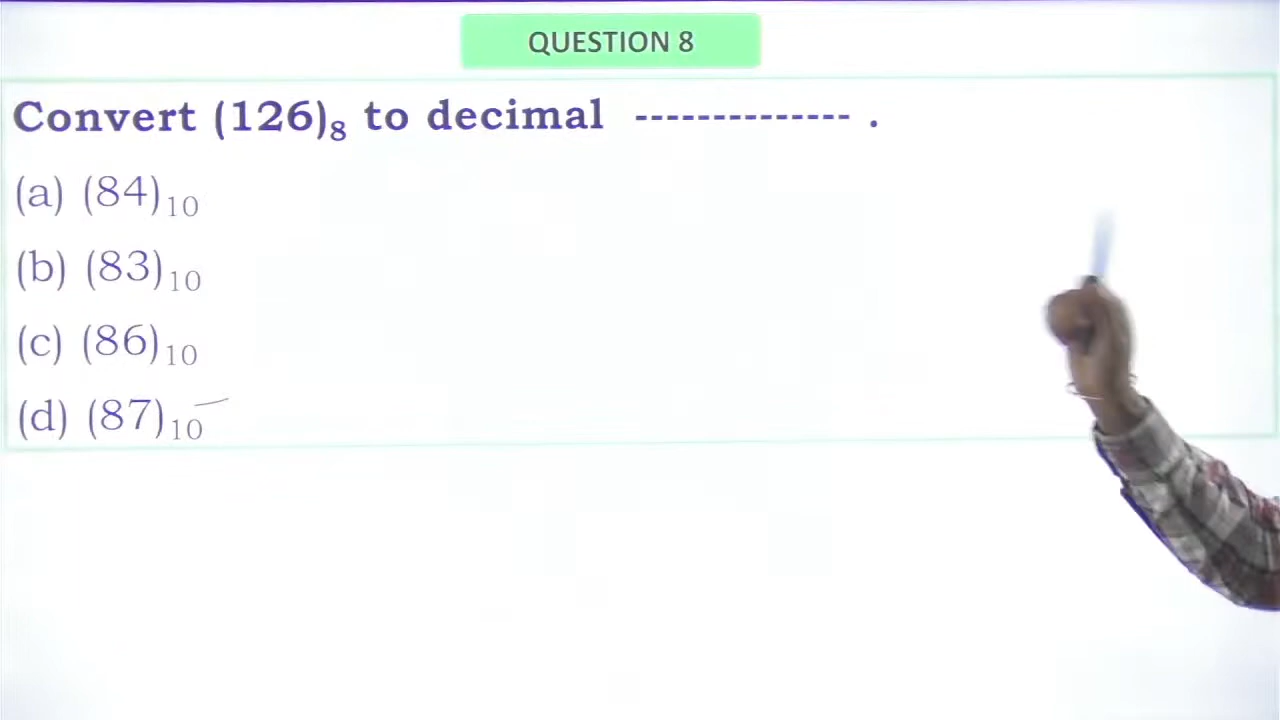 QUESTION 8
Convert (126)₈ to decimal -------------- .
(a) (84)₁₀
(b) (83)₁₀
(c) (86)₁₀
(d) (87)₁₀